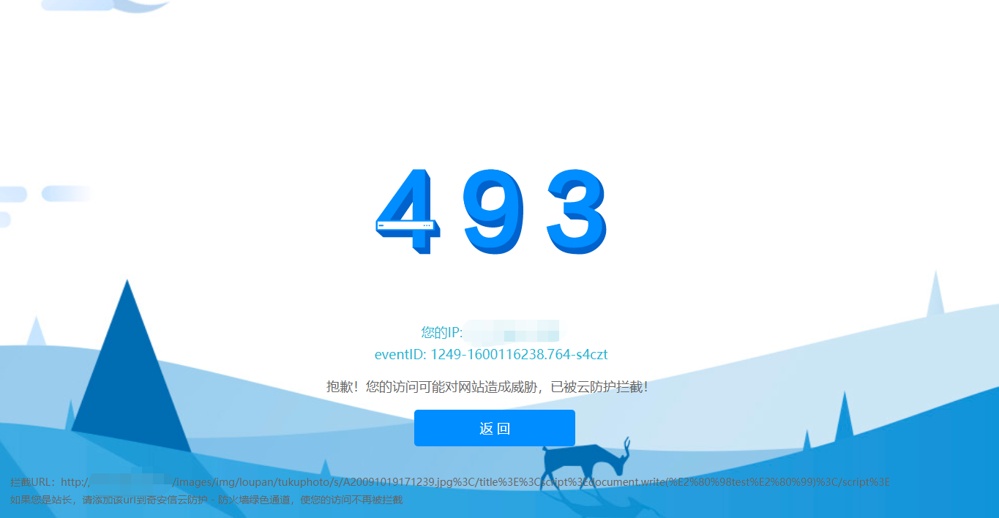 493
您的IP:
eventID: 1249-1600116238.764-s4czt
抱歉！您的访问可能对网站造成威胁，已被云防护拦截！
返 回
拦截URL：http:/ /images/img/loupan/tukuphoto/s/A20091019171239.jpg%3C/title%3E%3Cscript%3Edocument.write(%E2%80%98test%E2%80%99)%3C/script%3E
如果您是站长，请添加该url到奇安信云防护 - 防火墙绿色通道，使您的访问不再被拦截